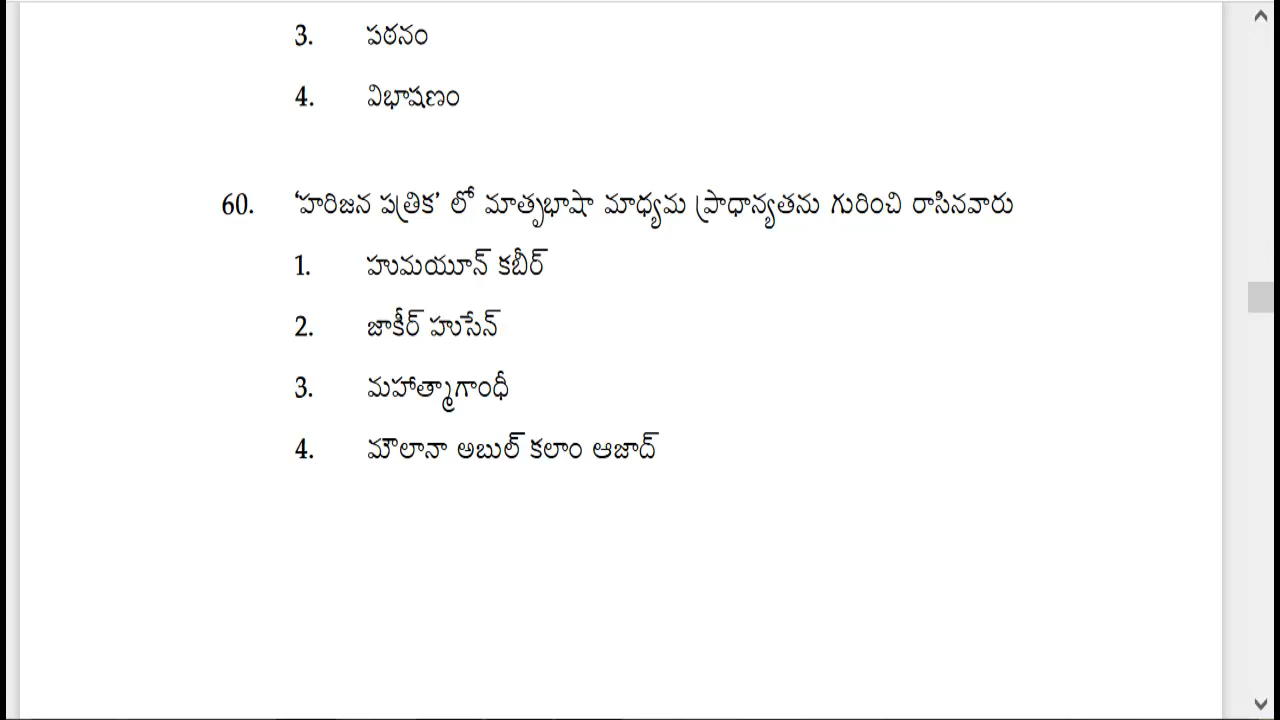 3. పఠనం
4. విభాషణం
60. ‘హరిజన పత్రిక’ లో మాతృభాషా మాధ్యమ ప్రాధాన్యతను గురించి రాసినవారు
1. హుమయూన్ కబీర్
2. జాకీర్ హుసేన్
3. మహాత్మాగాంధీ
4. మౌలానా అబుల్ కలాం ఆజాద్